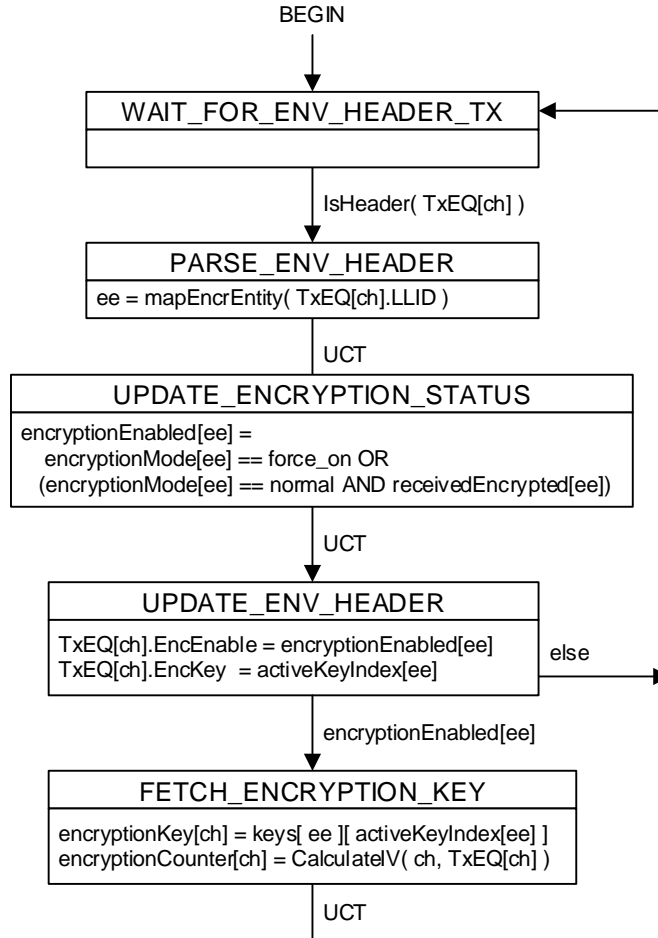 BEGIN
WAIT_FOR_ENV_HEADER_TX
IsHeader( TxEQ[ch] )
PARSE_ENV_HEADER
ee = mapEncrEntity( TxEQ[ch].LLID )
UCT
UPDATE_ENCRYPTION_STATUS
encryptionEnabled[ee] =
encryptionMode[ee] == force_on OR
(encryptionMode[ee] == normal AND receivedEncrypted[ee])
UCT
UPDATE_ENV_HEADER
TxEQ[ch].EncEnable = encryptionEnabled[ee]
TxEQ[ch].EncKey = activeKeyIndex[ee]
else
encryptionEnabled[ee]
FETCH_ENCRYPTION_KEY
encryptionKey[ch] = keys[ ee ][ activeKeyIndex[ee] ]
encryptionCounter[ch] = CalculateIV( ch, TxEQ[ch] )
UCT